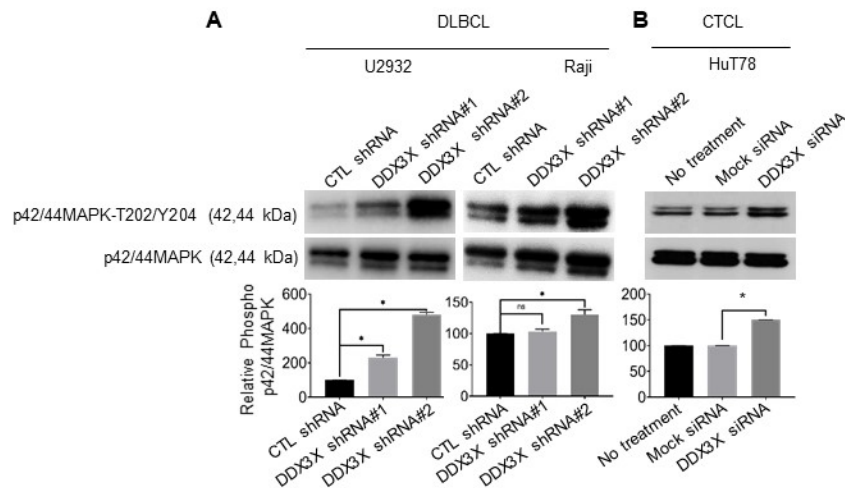 A
DLBCL
B
CTCL
U2932
Raji
HuT78
CTL shRNA
DDX3X shRNA#1
DDX3X shRNA#2
CTL shRNA
DDX3X shRNA#1
DDX3X shRNA#2
No treatment
Mock siRNA
DDX3X siRNA
p42/44MAPK-T202/Y204 (42,44 kDa)
p42/44MAPK (42,44 kDa)
Relative Phospho
p42/44MAPK
600
400
200
0
*
*
CTL shRNA
DDX3X shRNA#1
DDX3X shRNA#2
150
100
50
0
ns
*
CTL shRNA
DDX3X shRNA#1
DDX3X shRNA#2
200
150
100
50
0
*
No treatment
Mock siRNA
DDX3X siRNA